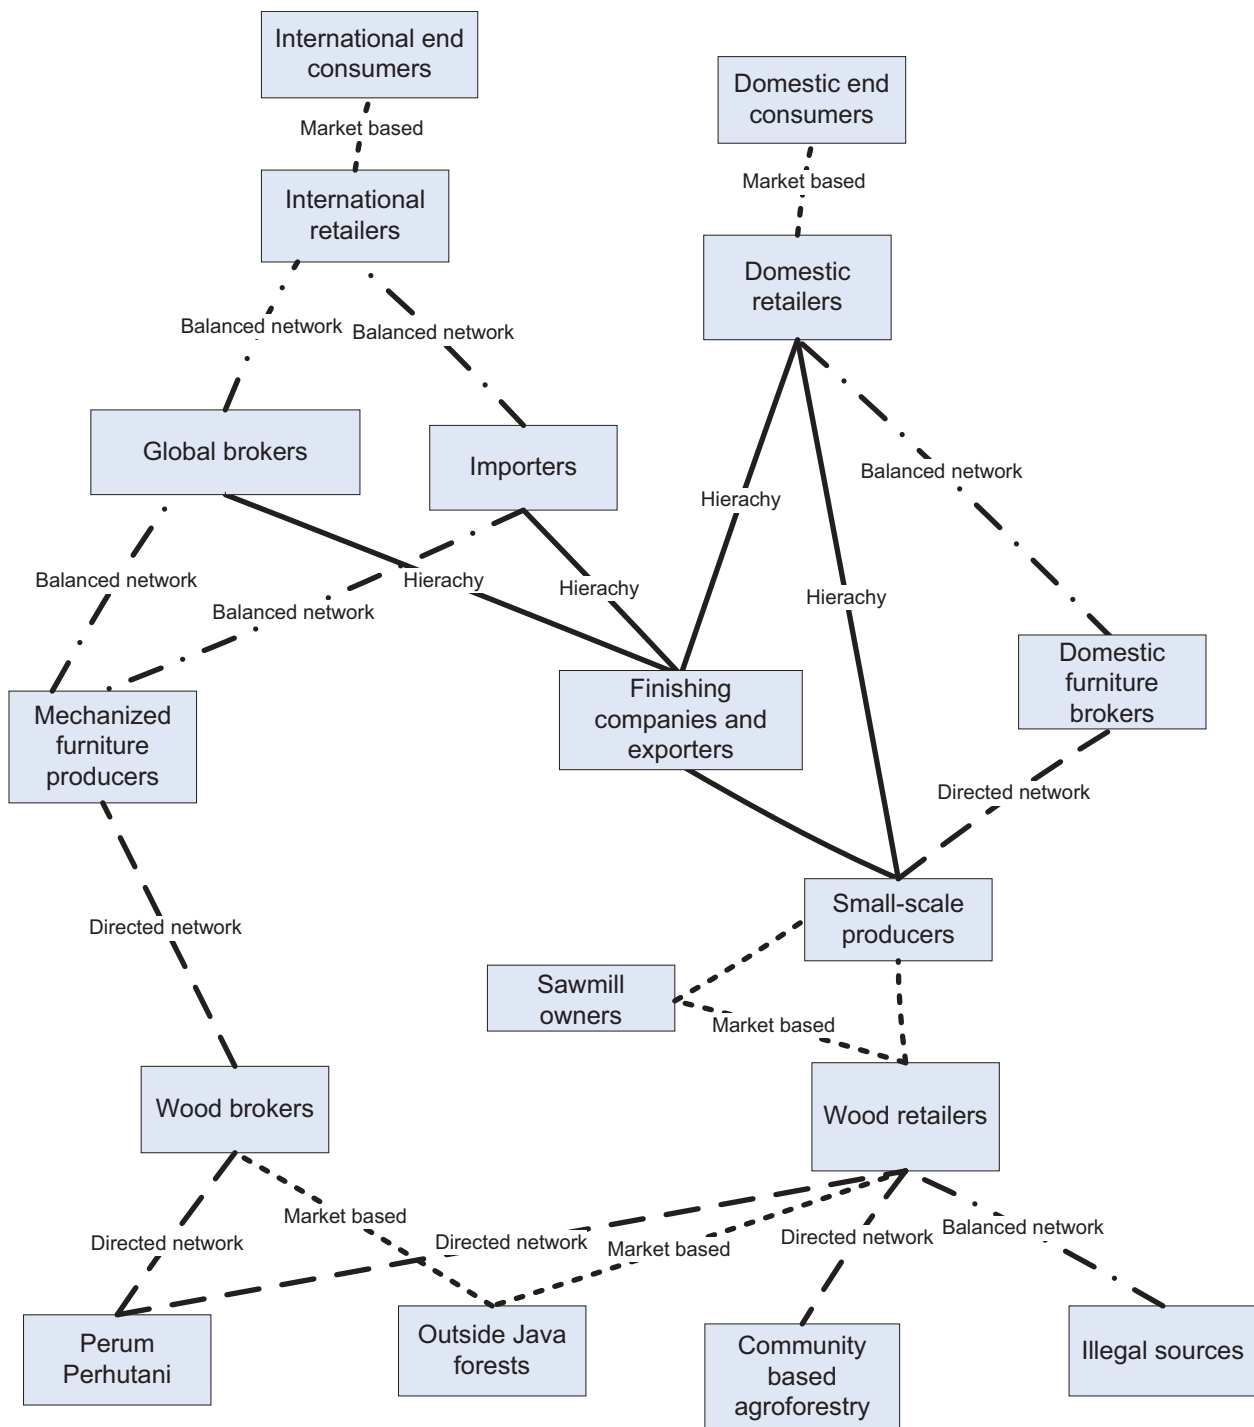 International end
consumers
Domestic end
consumers
Market based
Market based
International
retailers
Domestic
retailers
Balanced network
Balanced network
Global brokers
Importers
Balanced network
Hierachy
Balanced network
Hierachy
Hierachy
Hierachy
Balanced network
Domestic
furniture
brokers
Mechanized
furniture
producers
Finishing
companies and
exporters
Directed network
Directed network
Small-scale
producers
Sawmill
owners
Market based
Wood brokers
Wood retailers
Market based
Directed network
Directed network
Market based
Directed network
Balanced network
Perum
Perhutani
Outside Java
forests
Community
based
agroforestry
Illegal sources